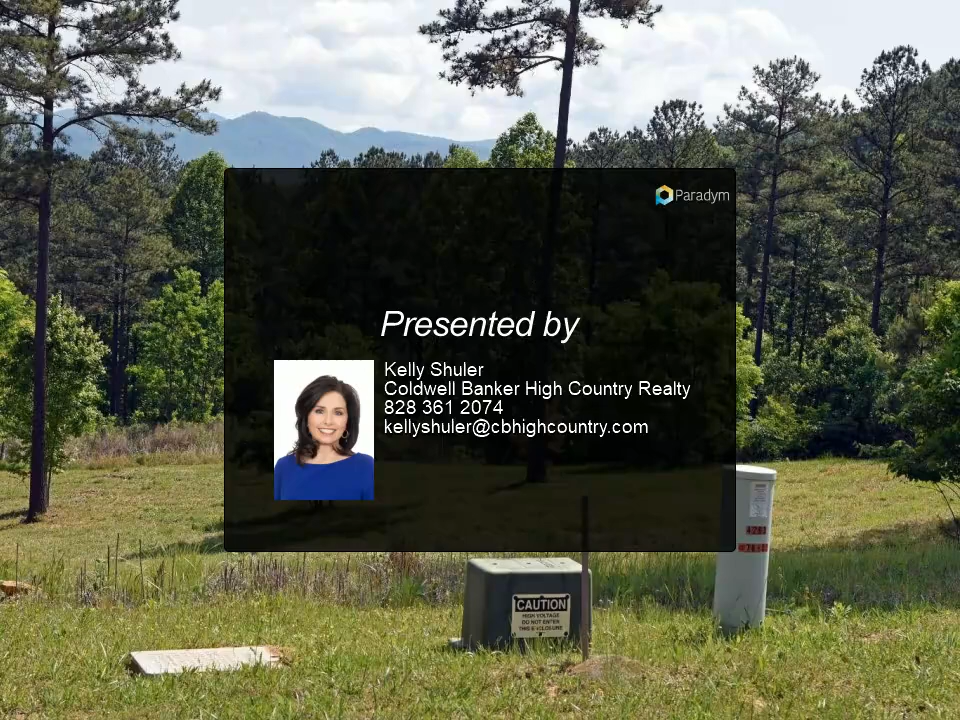 Paradym
Presented by
Kelly Shuler
Coldwell Banker High Country Realty
828 361 2074
kellyshuler@cbhighcountry.com
CAUTION
HIGH VOLTAGE
DO NOT ENTER
THIS ENCLOSURE